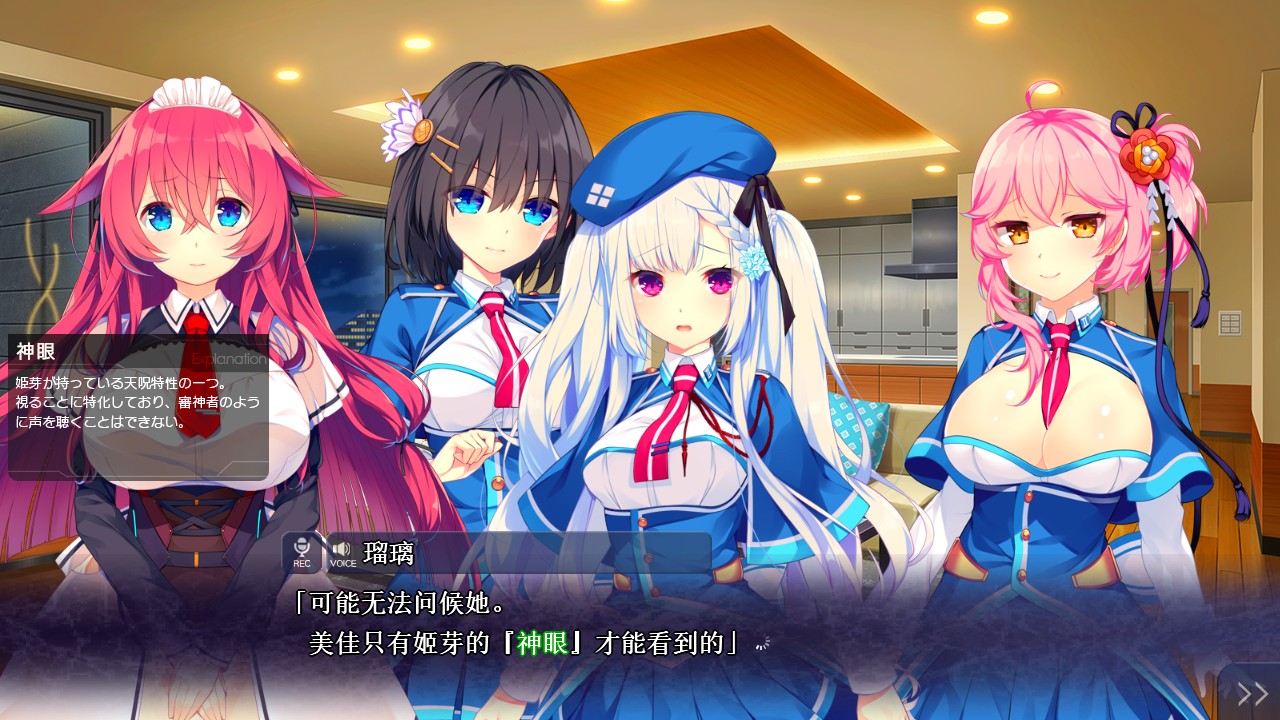 神眼
Explanation
姫芽が持っている天呪特性の一つ。
視ることに特化しており、審神者のよう
に声を聴くことはできない。
REC
VOICE
瑠璃
「可能无法问候她。
美佳只有姬芽的『神眼』才能看到的」